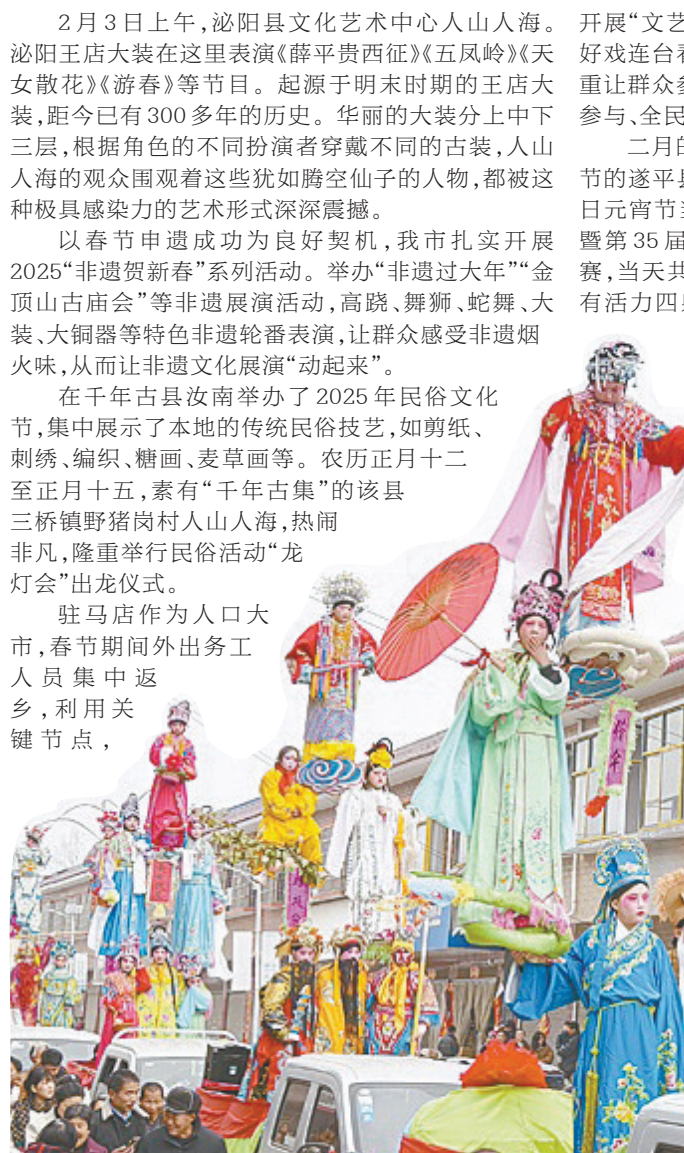 2月3日上午,泌阳县文化艺术中心人山人海。
泌阳王店大装在这里表演《薛平贵西征》《五凤岭》《天
女散花》《游春》等节目。起源于明末时期的王店大
装,距今已有300多年的历史。华丽的大装分上中下
三层,根据角色的不同扮演者穿戴不同的古装,人山
人海的观众围观着这些犹如腾空仙子的人物,都被这
种极具感染力的艺术形式深深震撼。
以春节申遗成功为良好契机,我市扎实开展
2025“非遗贺新春”系列活动。举办“非遗过大年”“金
顶山古庙会”等非遗展演活动,高跷、舞狮、蛇舞、大
装、大铜器等特色非遗轮番表演,让群众感受非遗烟
火味,从而让非遗文化展演“动起来”。
在千年古县汝南举办了2025年民俗文化
节,集中展示了本地的传统民俗技艺,如剪纸、
刺绣、编织、糖画、麦草画等。农历正月十二
至正月十五,素有“千年古集”的该县
三桥镇野猪岗村人山人海,热闹
非凡,隆重举行民俗活动“龙
灯会”出龙仪式。
驻马店作为人口大
市,春节期间外出务工
人员集中返
乡,利用关
键节点,
开展“文艺
好戏连台
重让群众参
参与、全民
二月的
节的遂平县
日元宵节
暨第35届
赛,当天共
有活力四